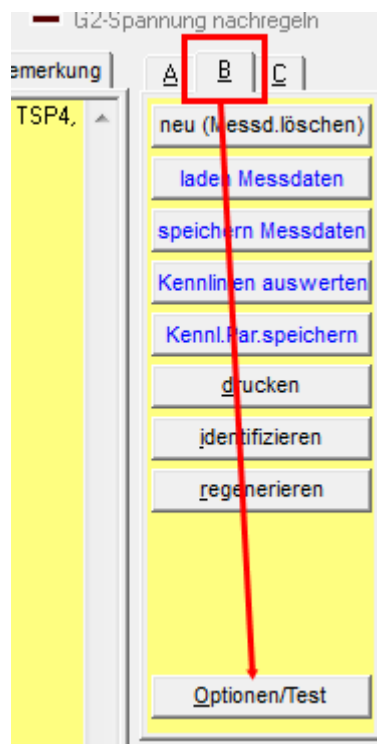 G2-Spannung nachregeln
emerkung
A B C
TSP4,
neu (Messd.löschen)
laden Messdaten
speichern Messdaten
Kennlinien auswerten
Kennl.Par.speichern
drucken
identifizieren
regenerieren
Optionen/Test